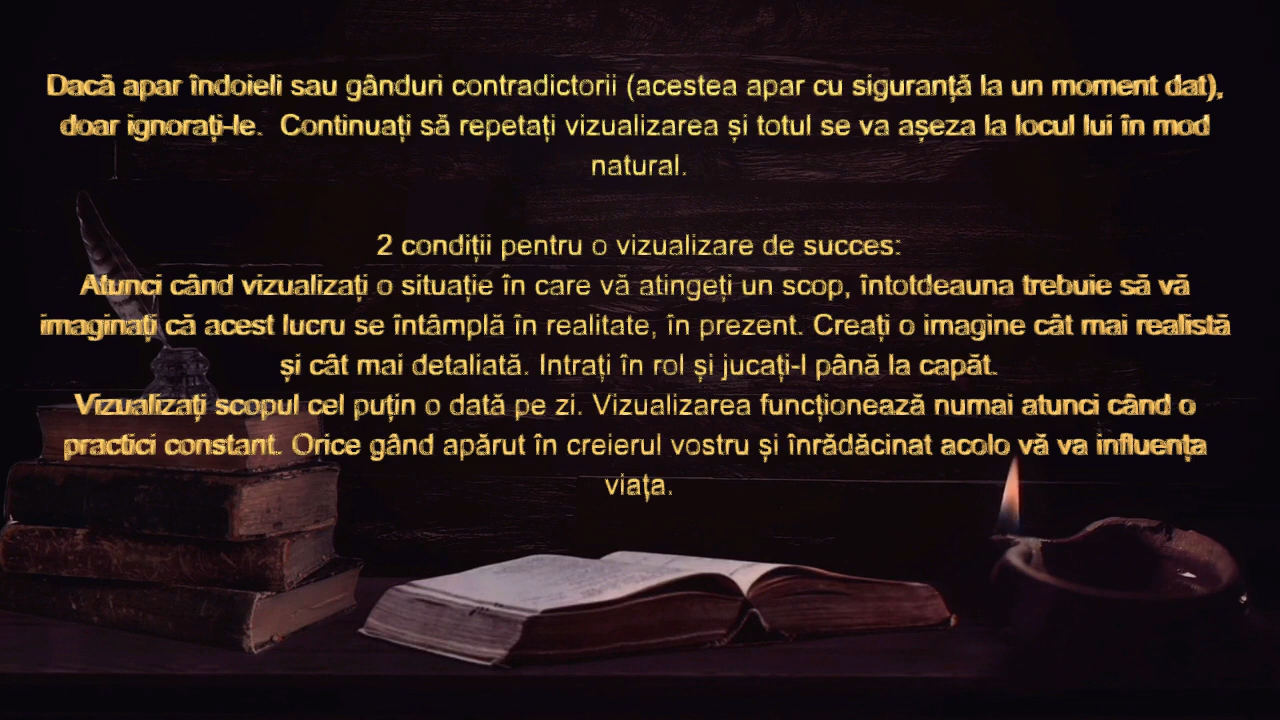 Dacă apar îndoieli sau gânduri contradictorii (acestea apar cu siguranță la un moment dat),
doar ignorați-le.  Continuați să repetați vizualizarea și totul se va așeza la locul lui în mod
natural.
2 condiții pentru o vizualizare de succes:
Atunci când vizualizați o situație în care vă atingeți un scop, întotdeauna trebuie să vă
imaginați că acest lucru se întâmplă în realitate, în prezent. Creați o imagine cât mai realistă
și cât mai detaliată. Intrați în rol și jucați-l până la capăt.
Vizualizați scopul cel puțin o dată pe zi. Vizualizarea funcționează numai atunci când o
practici constant. Orice gând apărut în creierul vostru și înrădăcinat acolo vă va influența
viața.